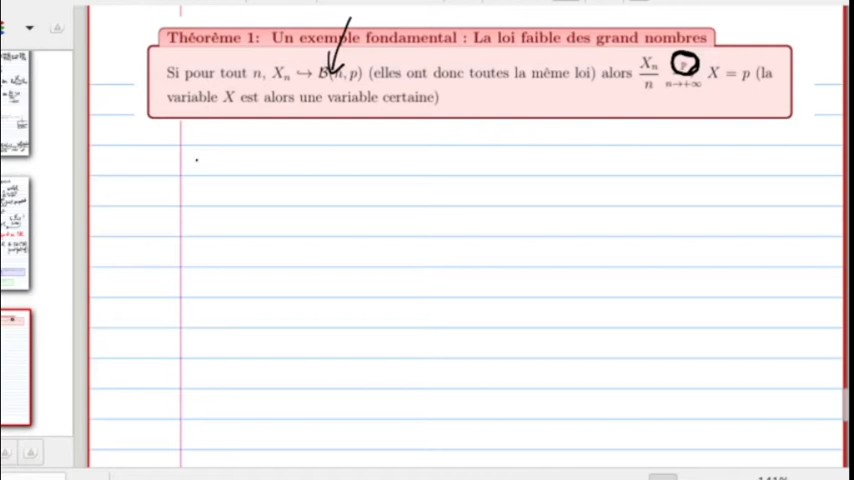 Théorème 1: Un exemple fondamental : La loi faible des grand nombres
Si pour tout n, Xₙ ↪ 𝓑(n, p) (elles ont donc toutes la même loi) alors Xₙ/n →ᵖ n→+∞ X = p (la
variable X est alors une variable certaine)